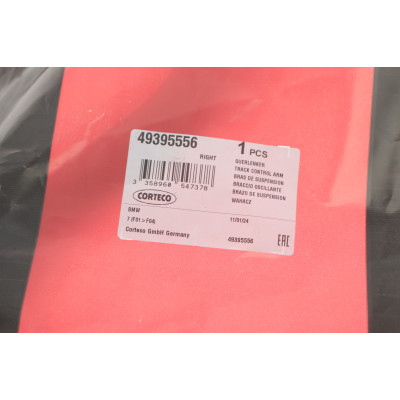 49395556
1 PCS
RIGHT
QUERLENKER
TRACK CONTROL ARM
BRAS DE SUSPENSION
BRACCIO OSCILLANTE
BRAZO DE SUSPENSION
WAHACZ
3 358960 547378
CORTECO
BMW
7 (F01 > F04)
11/01/24
Corteco GmbH Germany
49395556
EAC